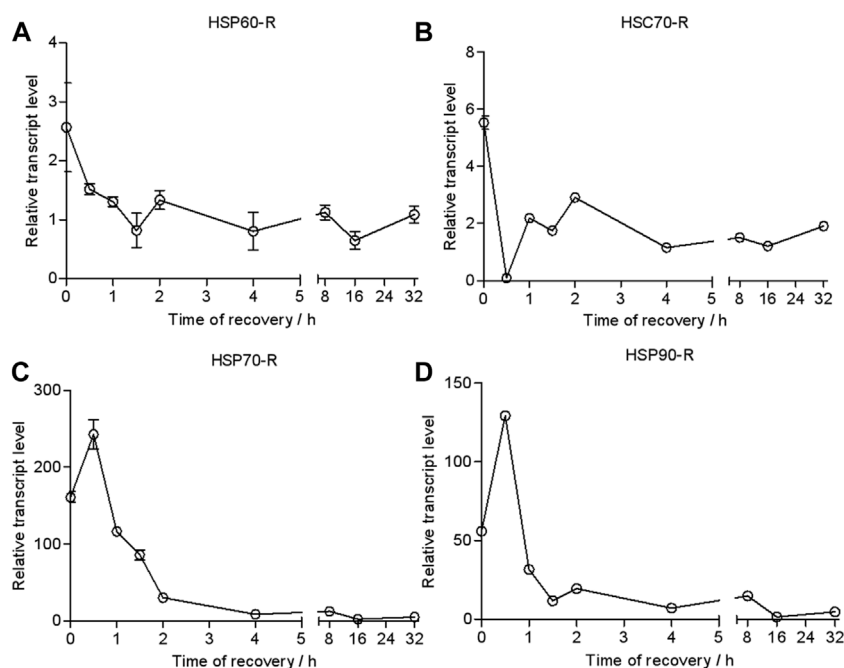 A
HSP60-R
Relative transcript level
4
3
2
1
0
0 1 2 3 4 5 8 16 24 32
Time of recovery / h
B
HSC70-R
Relative transcript level
8
6
4
2
0
0 1 2 3 4 5 8 16 24 32
Time of recovery / h
C
HSP70-R
Relative transcript level
300
200
100
0
0 1 2 3 4 5 8 16 24 32
Time of recovery / h
D
HSP90-R
Relative transcript level
150
100
50
0
0 1 2 3 4 5 8 16 24 32
Time of recovery / h